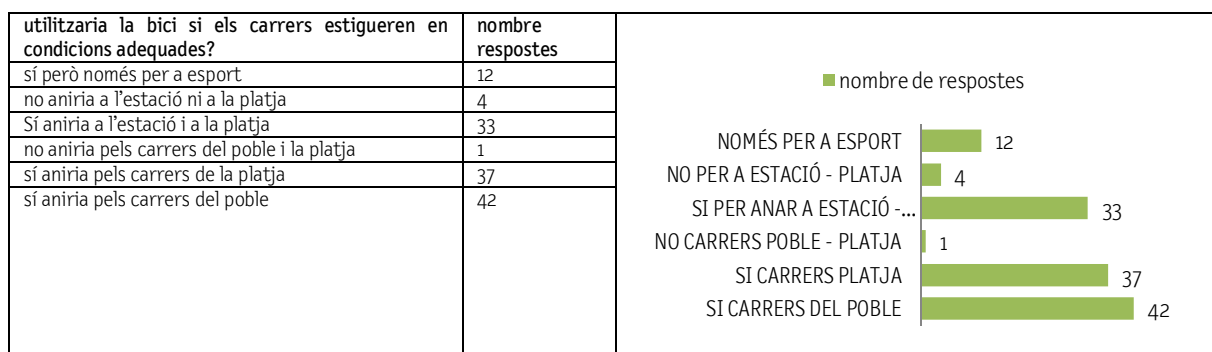 utilitzaria la bici si els carrers estigueren en condicions adequades?
nombre respostes
sí però només per a esport
12
no aniria a l'estació ni a la platja
4
Sí aniria a l'estació i a la platja
33
no aniria pels carrers del poble i la platja
1
sí aniria pels carrers de la platja
37
sí aniria pels carrers del poble
42
nombre de respostes
NOMÉS PER A ESPORT 12
NO PER A ESTACIÓ - PLATJA 4
SI PER ANAR A ESTACIÓ -... 33
NO CARRERS POBLE - PLATJA 1
SI CARRERS PLATJA 37
SI CARRERS DEL POBLE 42